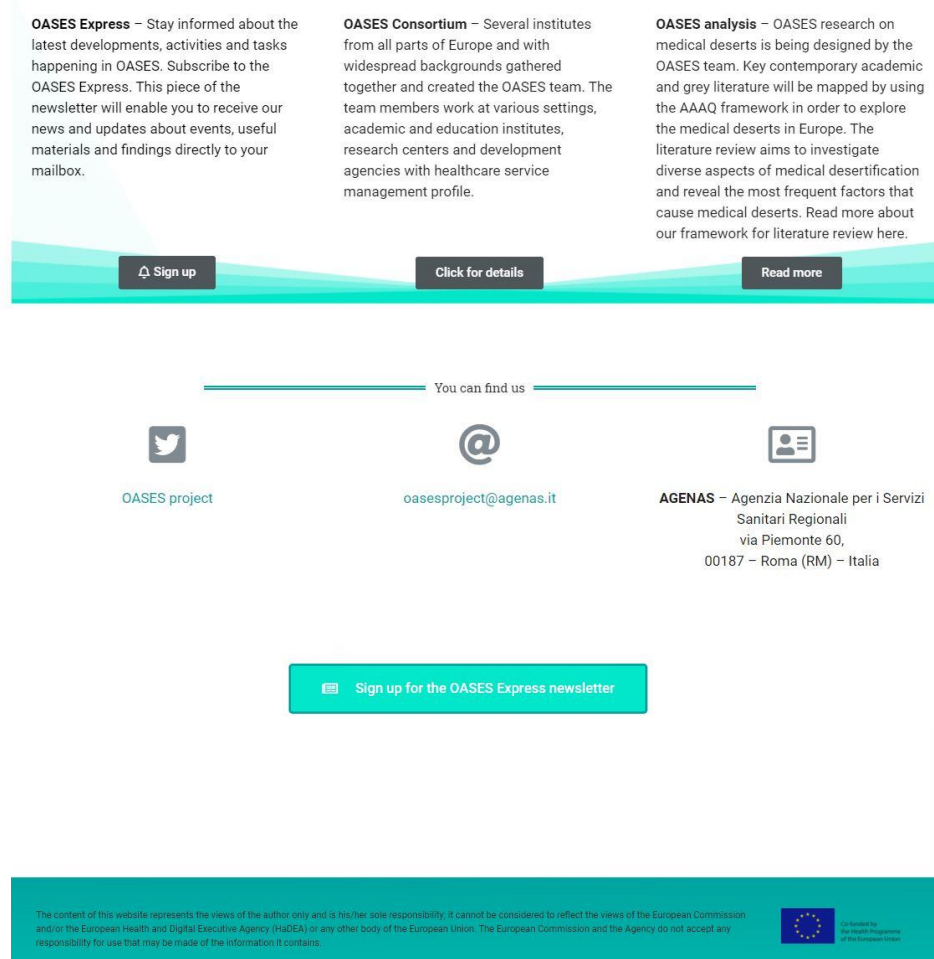 OASES Express – Stay informed about the
latest developments, activities and tasks
happening in OASES. Subscribe to the
OASES Express. This piece of the
newsletter will enable you to receive our
news and updates about events, useful
materials and findings directly to your
mailbox.
Sign up
OASES Consortium – Several institutes
from all parts of Europe and with
widespread backgrounds gathered
together and created the OASES team. The
team members work at various settings,
academic and education institutes,
research centers and development
agencies with healthcare service
management profile.
Click for details
OASES analysis – OASES research on
medical deserts is being designed by the
OASES team. Key contemporary academic
and grey literature will be mapped by using
the AAAQ framework in order to explore
the medical deserts in Europe. The
literature review aims to investigate
diverse aspects of medical desertification
and reveal the most frequent factors that
cause medical deserts. Read more about
our framework for literature review here.
Read more
You can find us
OASES project
oasesproject@agenas.it
AGENAS – Agenzia Nazionale per i Servizi
Sanitari Regionali
via Piemonte 60,
00187 – Roma (RM) – Italia
Sign up for the OASES Express newsletter
The content of this website represents the views of the author only and is his/her sole responsibility; it cannot be considered to reflect the views of the European Commission
and/or the European Health and Digital Executive Agency (HaDEA) or any other body of the European Union. The European Commission and the Agency do not accept any
responsibility for use that may be made of the information it contains.
Co-funded by
the Health Programme
of the European Union